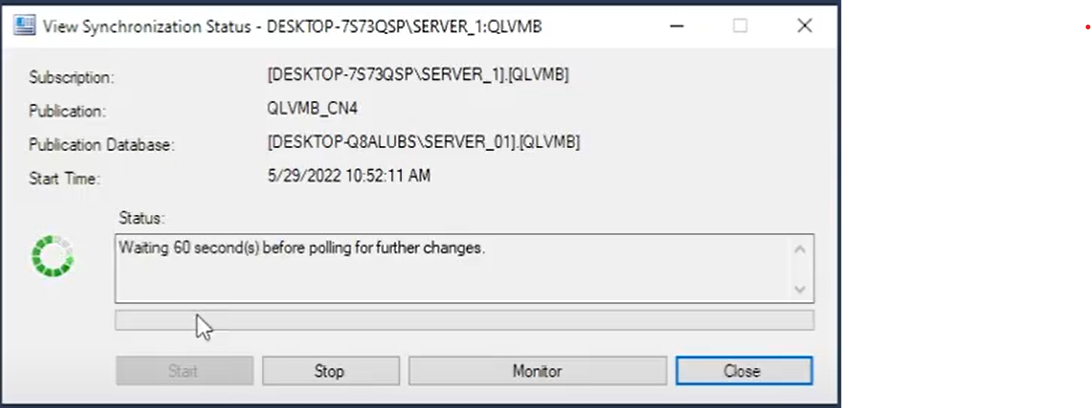 View Synchronization Status - DESKTOP-7S73QSP\SERVER_1:QLVMB
Subscription: [DESKTOP-7S73QSP\SERVER_1].[QLVMB]
Publication: QLVMB_CN4
Publication Database: [DESKTOP-Q8ALUBS\SERVER_01].[QLVMB]
Start Time: 5/29/2022 10:52:11 AM
Status:
Waiting 60 second(s) before polling for further changes.
Start Stop Monitor Close